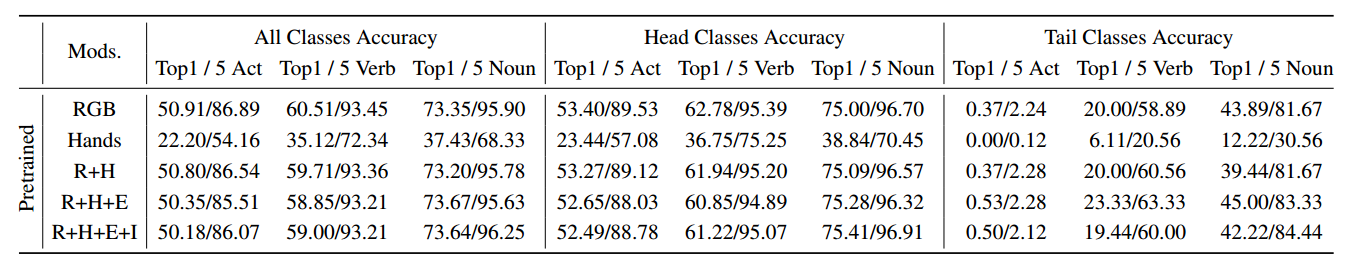 Mods. All Classes Accuracy Head Classes Accuracy Tail Classes Accuracy
Top1 / 5 Act Top1 / 5 Verb Top1 / 5 Noun Top1 / 5 Act Top1 / 5 Verb Top1 / 5 Noun Top1 / 5 Act Top1 / 5 Verb Top1 / 5 Noun
Pretrained
RGB 50.91/86.89 60.51/93.45 73.35/95.90 53.40/89.53 62.78/95.39 75.00/96.70 0.37/2.24 20.00/58.89 43.89/81.67
Hands 22.20/54.16 35.12/72.34 37.43/68.33 23.44/57.08 36.75/75.25 38.84/70.45 0.00/0.12 6.11/20.56 12.22/30.56
R+H 50.80/86.54 59.71/93.36 73.20/95.78 53.27/89.12 61.94/95.20 75.09/96.57 0.37/2.28 20.00/60.56 39.44/81.67
R+H+E 50.35/85.51 58.85/93.21 73.67/95.63 52.65/88.03 60.85/94.89 75.28/96.32 0.53/2.28 23.33/63.33 45.00/83.33
R+H+E+I 50.18/86.07 59.00/93.21 73.64/96.25 52.49/88.78 61.22/95.07 75.41/96.91 0.50/2.12 19.44/60.00 42.22/84.44